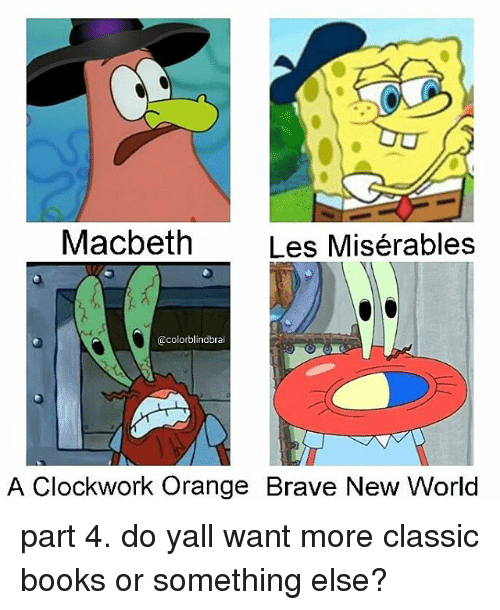 Macbeth
Les Misérables
@colorblindbrai
A Clockwork Orange Brave New World
part 4. do yall want more classic
books or something else?